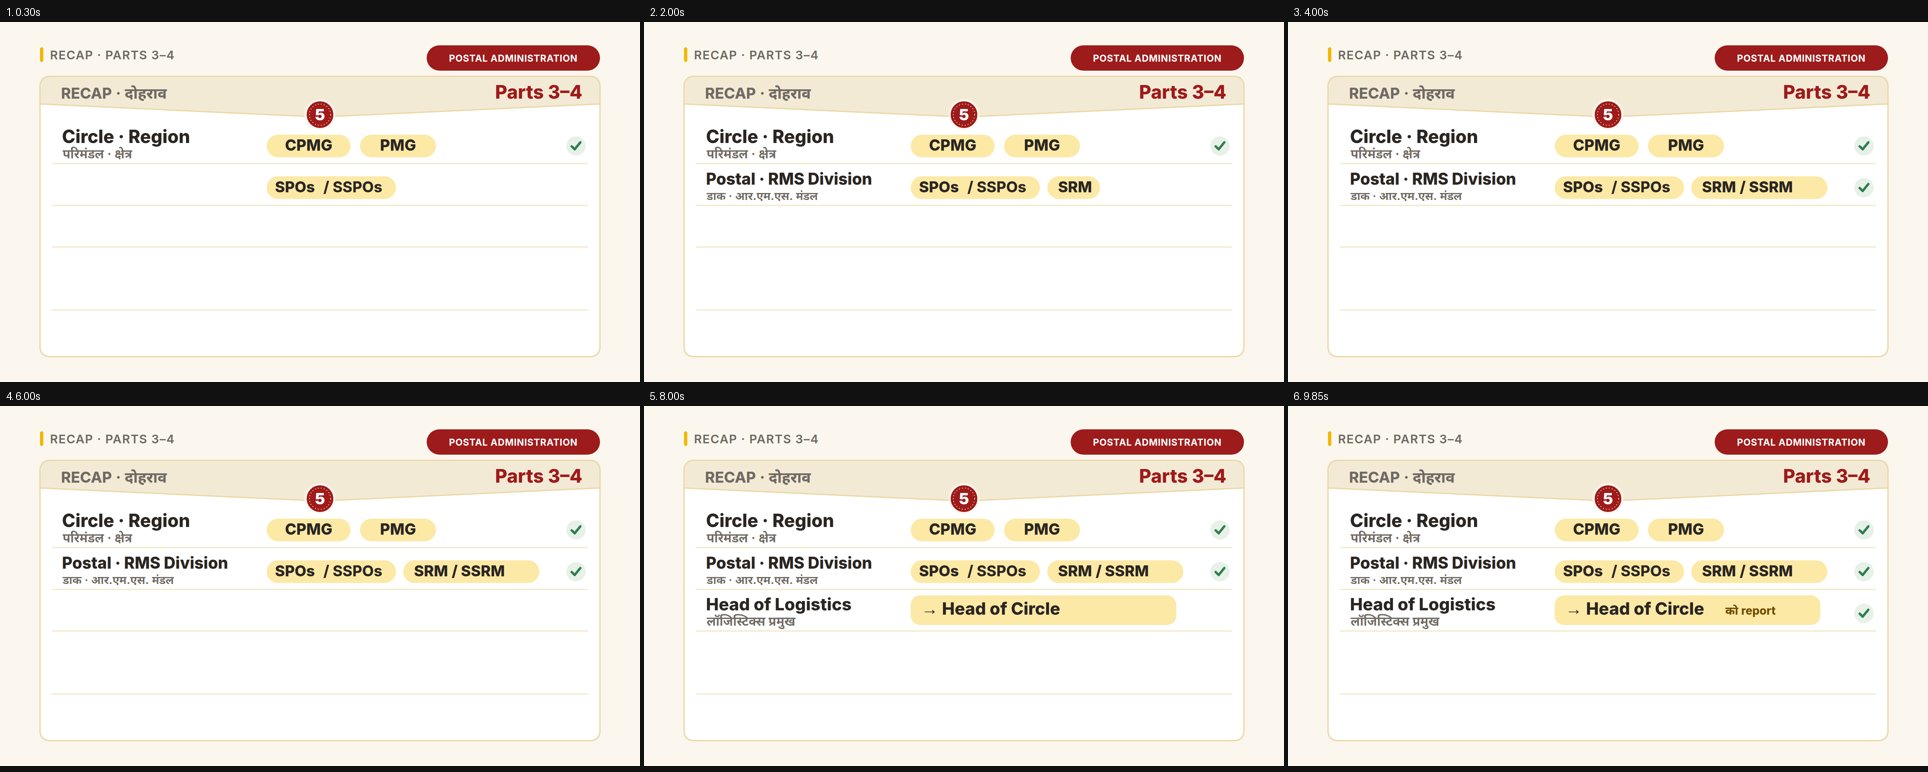 1. 0.30s
RECAP · PARTS 3–4
POSTAL ADMINISTRATION
RECAP · दोहराव
Parts 3–4
5
Circle · Region
परिमंडल · क्षेत्र
CPMG
PMG
SPOs / SSPOs
2. 2.00s
RECAP · PARTS 3–4
POSTAL ADMINISTRATION
RECAP · दोहराव
Parts 3–4
5
Circle · Region
परिमंडल · क्षेत्र
CPMG
PMG
Postal · RMS Division
डाक · आर.एम.एस. मंडल
SPOs / SSPOs
SRM
3. 4.00s
RECAP · PARTS 3–4
POSTAL ADMINISTRATION
RECAP · दोहराव
Parts 3–4
5
Circle · Region
परिमंडल · क्षेत्र
CPMG
PMG
Postal · RMS Division
डाक · आर.एम.एस. मंडल
SPOs / SSPOs
SRM / SSRM
4. 6.00s
RECAP · PARTS 3–4
POSTAL ADMINISTRATION
RECAP · दोहराव
Parts 3–4
5
Circle · Region
परिमंडल · क्षेत्र
CPMG
PMG
Postal · RMS Division
डाक · आर.एम.एस. मंडल
SPOs / SSPOs
SRM / SSRM
5. 8.00s
RECAP · PARTS 3–4
POSTAL ADMINISTRATION
RECAP · दोहराव
Parts 3–4
5
Circle · Region
परिमंडल · क्षेत्र
CPMG
PMG
Postal · RMS Division
डाक · आर.एम.एस. मंडल
SPOs / SSPOs
SRM / SSRM
Head of Logistics
लॉजिस्टिक्स प्रमुख
→ Head of Circle
6. 9.85s
RECAP · PARTS 3–4
POSTAL ADMINISTRATION
RECAP · दोहराव
Parts 3–4
5
Circle · Region
परिमंडल · क्षेत्र
CPMG
PMG
Postal · RMS Division
डाक · आर.एम.एस. मंडल
SPOs / SSPOs
SRM / SSRM
Head of Logistics
लॉजिस्टिक्स प्रमुख
→ Head of Circle को report